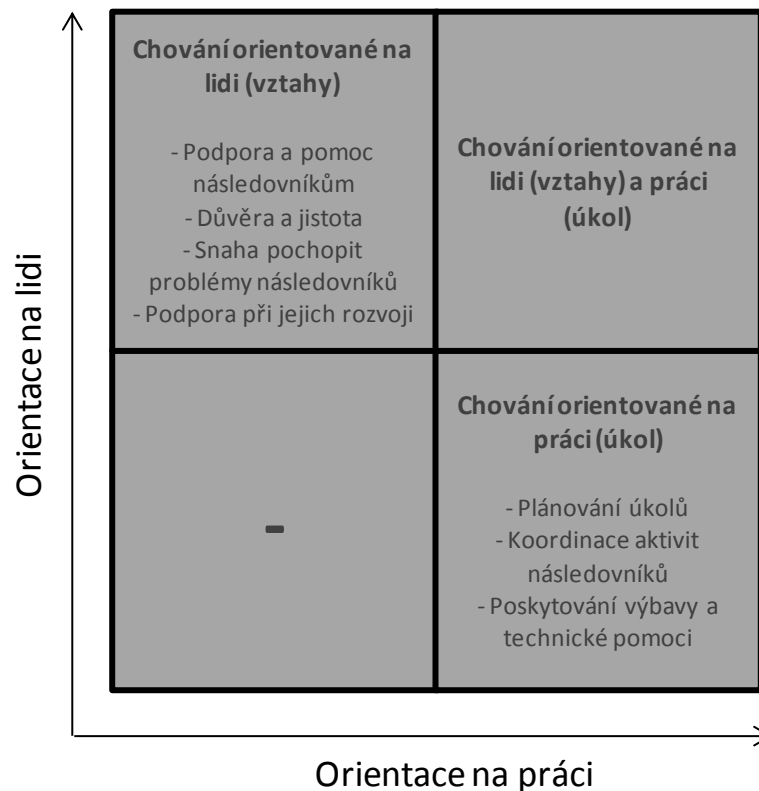 Chování orientované na
lidi (vztahy)
- Podpora a pomoc
následovníkům
- Důvěra a jistota
- Snaha pochopit
problémy následovníků
- Podpora při jejich rozvoji
Chování orientované na
lidi (vztahy) a práci
(úkol)
-
Chování orientované na
práci (úkol)
- Plánování úkolů
- Koordinace aktivit
následovníků
- Poskytování výbavy a
technické pomoci
Orientace na lidi
Orientace na práci